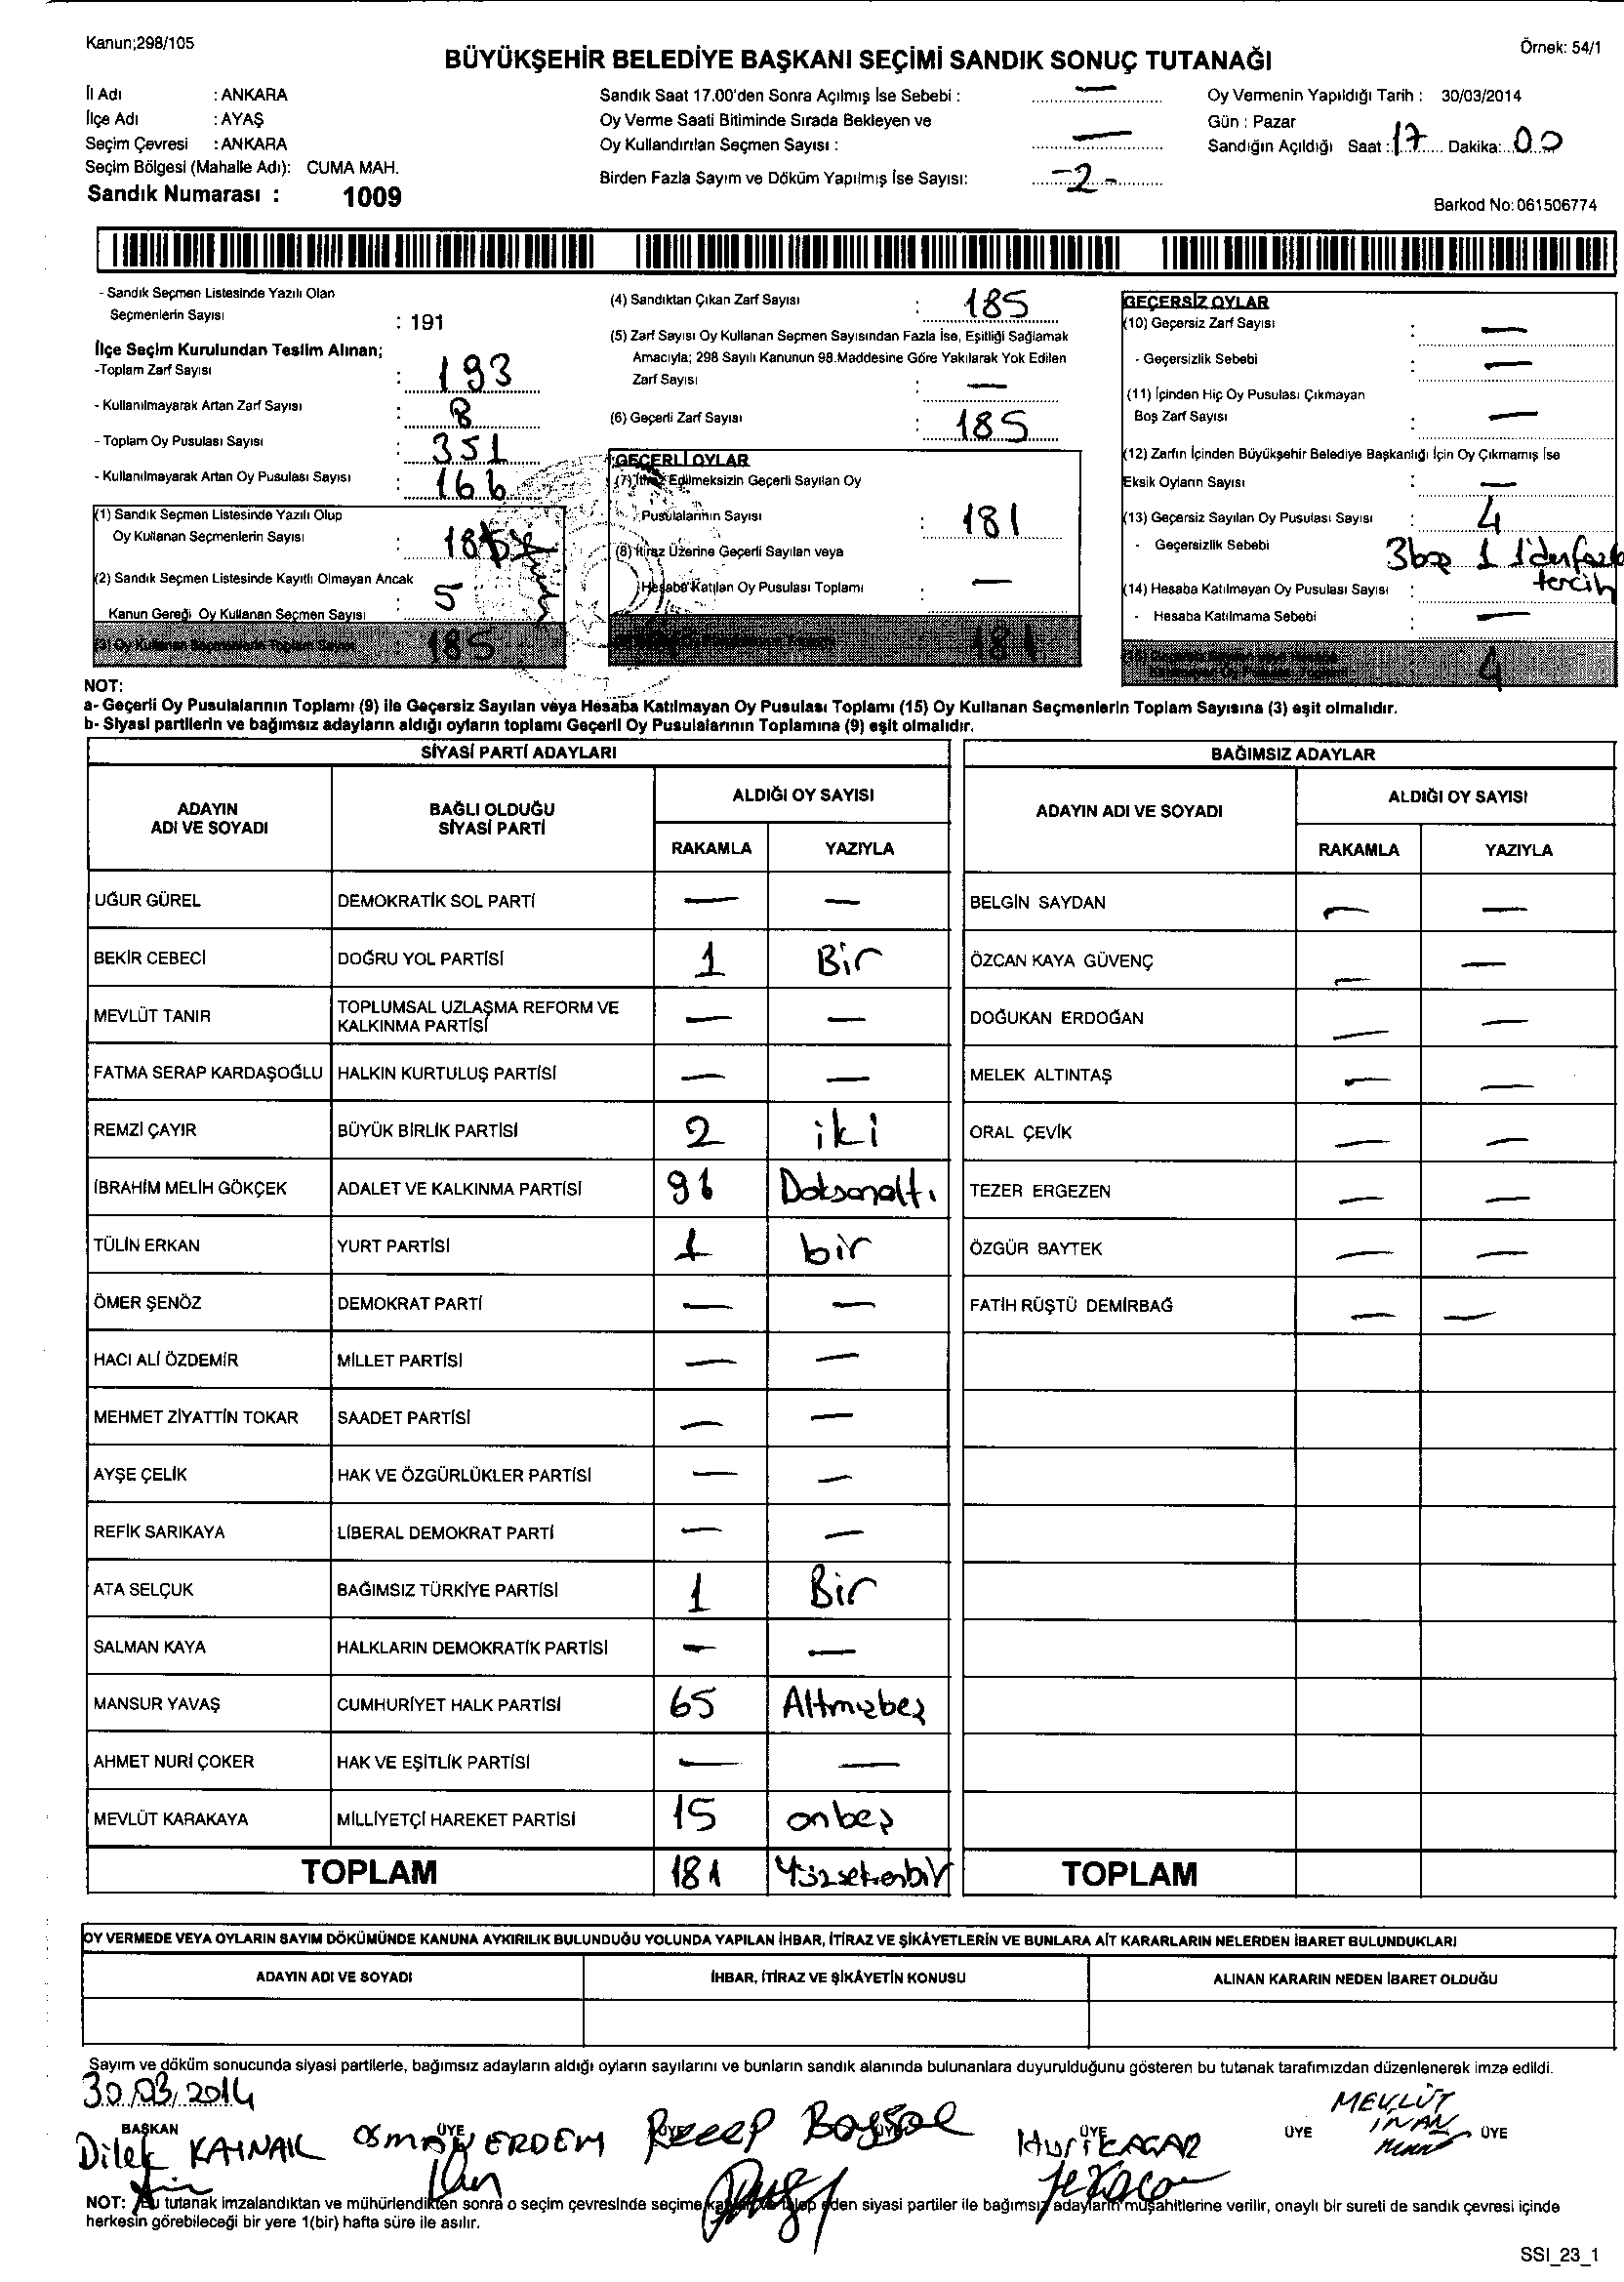 Kanun;298/105
Örnek: 54/1
BÜYÜKŞEHİR BELEDİYE BAŞKANI SEÇİMİ SANDIK SONUÇ TUTANAĞI
İl Adı : ANKARA
İlçe Adı : AYAŞ
Seçim Çevresi : ANKARA
Seçim Bölgesi (Mahalle Adı): CUMA MAH.
Sandık Numarası : 1009
Sandık Saat 17.00'den Sonra Açılmış İse Sebebi : —
Oy Verme Saati Bitiminde Sırada Bekleyen ve
Oy Kullandırılan Seçmen Sayısı : —
Birden Fazla Sayım ve Döküm Yapılmış İse Sayısı: -2-
Oy Vermenin Yapıldığı Tarih : 30/03/2014
Gün : Pazar
Sandığın Açıldığı Saat : 17 Dakika: 00
Barkod No: 061506774
- Sandık Seçmen Listesinde Yazılı Olan
Seçmenlerin Sayısı : 191
İlçe Seçim Kurulundan Teslim Alınan;
-Toplam Zarf Sayısı : 193
- Kullanılmayarak Artan Zarf Sayısı : 8
- Toplam Oy Pusulası Sayısı : 351
- Kullanılmayarak Artan Oy Pusulası Sayısı : 166
(1) Sandık Seçmen Listesinde Yazılı Olup
Oy Kullanan Seçmenlerin Sayısı :
(2) Sandık Seçmen Listesinde Kayıtlı Olmayan Ancak
Kanun Gereği Oy Kullanan Seçmen Sayısı : 5
(3) Oy Kullanan Seçmenlerin Toplam Sayısı 185
(4) Sandıktan Çıkan Zarf Sayısı : 185
(5) Zarf Sayısı Oy Kullanan Seçmen Sayısından Fazla İse, Eşitliği Sağlamak
Amacıyla; 298 Sayılı Kanunun 98.Maddesine Göre Yakılarak Yok Edilen
Zarf Sayısı : —
(6) Geçerli Zarf Sayısı : 185
GEÇERLİ OYLAR
(7) İtiraz Edilmeksizin Geçerli Sayılan Oy
Pusulalarının Sayısı : 181
(8) İtiraz Üzerine Geçerli Sayılan veya
Hesaba Katılan Oy Pusulası Toplamı : —
181
GEÇERSİZ OYLAR
(10) Geçersiz Zarf Sayısı : —
- Geçersizlik Sebebi : —
(11) İçinden Hiç Oy Pusulası Çıkmayan
Boş Zarf Sayısı : —
(12) Zarfın İçinden Büyükşehir Belediye Başkanlığı İçin Oy Çıkmamış İse
Eksik Oyların Sayısı : —
(13) Geçersiz Sayılan Oy Pusulası Sayısı : 4
- Geçersizlik Sebebi 3boş 1 1'den fazla
tercih
(14) Hesaba Katılmayan Oy Pusulası Sayısı :
- Hesaba Katılmama Sebebi : —
4
NOT:
a- Geçerli Oy Pusulalarının Toplamı (9) ile Geçersiz Sayılan veya Hesaba Katılmayan Oy Pusulası Toplamı (15) Oy Kullanan Seçmenlerin Toplam Sayısına (3) eşit olmalıdır.
b- Siyasi partilerin ve bağımsız adayların aldığı oyların toplamı Geçerli Oy Pusulalarının Toplamına (9) eşit olmalıdır.
SİYASİ PARTİ ADAYLARI
ADAYIN ADI VE SOYADI BAĞLI OLDUĞU SİYASİ PARTİ ALDIĞI OY SAYISI
RAKAMLA YAZIYLA
UĞUR GÜREL DEMOKRATİK SOL PARTİ — —
BEKİR CEBECİ DOĞRU YOL PARTİSİ 1 Bir
MEVLÜT TANIR TOPLUMSAL UZLAŞMA REFORM VE KALKINMA PARTİSİ — —
FATMA SERAP KARDAŞOĞLU HALKIN KURTULUŞ PARTİSİ — —
REMZİ ÇAYIR BÜYÜK BİRLİK PARTİSİ 2 iki
İBRAHİM MELİH GÖKÇEK ADALET VE KALKINMA PARTİSİ 96 Doksanaltı
TÜLİN ERKAN YURT PARTİSİ 1 bir
ÖMER ŞENÖZ DEMOKRAT PARTİ — —
HACI ALİ ÖZDEMİR MİLLET PARTİSİ — —
MEHMET ZİYATTİN TOKAR SAADET PARTİSİ — —
AYŞE ÇELİK HAK VE ÖZGÜRLÜKLER PARTİSİ — —
REFİK SARIKAYA LİBERAL DEMOKRAT PARTİ — —
ATA SELÇUK BAĞIMSIZ TÜRKİYE PARTİSİ 1 Bir
SALMAN KAYA HALKLARIN DEMOKRATİK PARTİSİ — —
MANSUR YAVAŞ CUMHURİYET HALK PARTİSİ 65 Altmışbeş
AHMET NURİ ÇOKER HAK VE EŞİTLİK PARTİSİ — —
MEVLÜT KARAKAYA MİLLİYETÇİ HAREKET PARTİSİ 15 onbeş
TOPLAM 181 Yüzseksenbir
BAĞIMSIZ ADAYLAR
ADAYIN ADI VE SOYADI ALDIĞI OY SAYISI
RAKAMLA YAZIYLA
BELGİN SAYDAN — —
ÖZCAN KAYA GÜVENÇ — —
DOĞUKAN ERDOĞAN — —
MELEK ALTINTAŞ — —
ORAL ÇEVİK — —
TEZER ERGEZEN — —
ÖZGÜR BAYTEK — —
FATİH RÜŞTÜ DEMİRBAĞ — —
TOPLAM
OY VERMEDE VEYA OYLARIN SAYIM DÖKÜMÜNDE KANUNA AYKIRILIK BULUNDUĞU YOLUNDA YAPILAN İHBAR, İTİRAZ VE ŞİKÂYETLERİN VE BUNLARA AİT KARARLARIN NELERDEN İBARET BULUNDUKLARI
ADAYIN ADI VE SOYADI İHBAR, İTİRAZ VE ŞİKÂYETİN KONUSU ALINAN KARARIN NEDEN İBARET OLDUĞU
Sayım ve döküm sonucunda siyasi partilerle, bağımsız adayların aldığı oyların sayılarını ve bunların sandık alanında bulunanlara duyurulduğunu gösteren bu tutanak tarafımızdan düzenlenerek imza edildi.
30.03.2014
BAŞKAN ÜYE ÜYE ÜYE ÜYE ÜYE
Dilek KAYNAK OSMAN ERDEM Recep MEVLÜT İNAN
NOT: Bu tutanak imzalandıktan ve mühürlendikten sonra o seçim çevresinde seçime katılan ve talep eden siyasi partiler ile bağımsız adayların müşahitlerine verilir, onaylı bir sureti de sandık çevresi içinde
herkesin görebileceği bir yere 1(bir) hafta süre ile asılır.
SSI_23_1